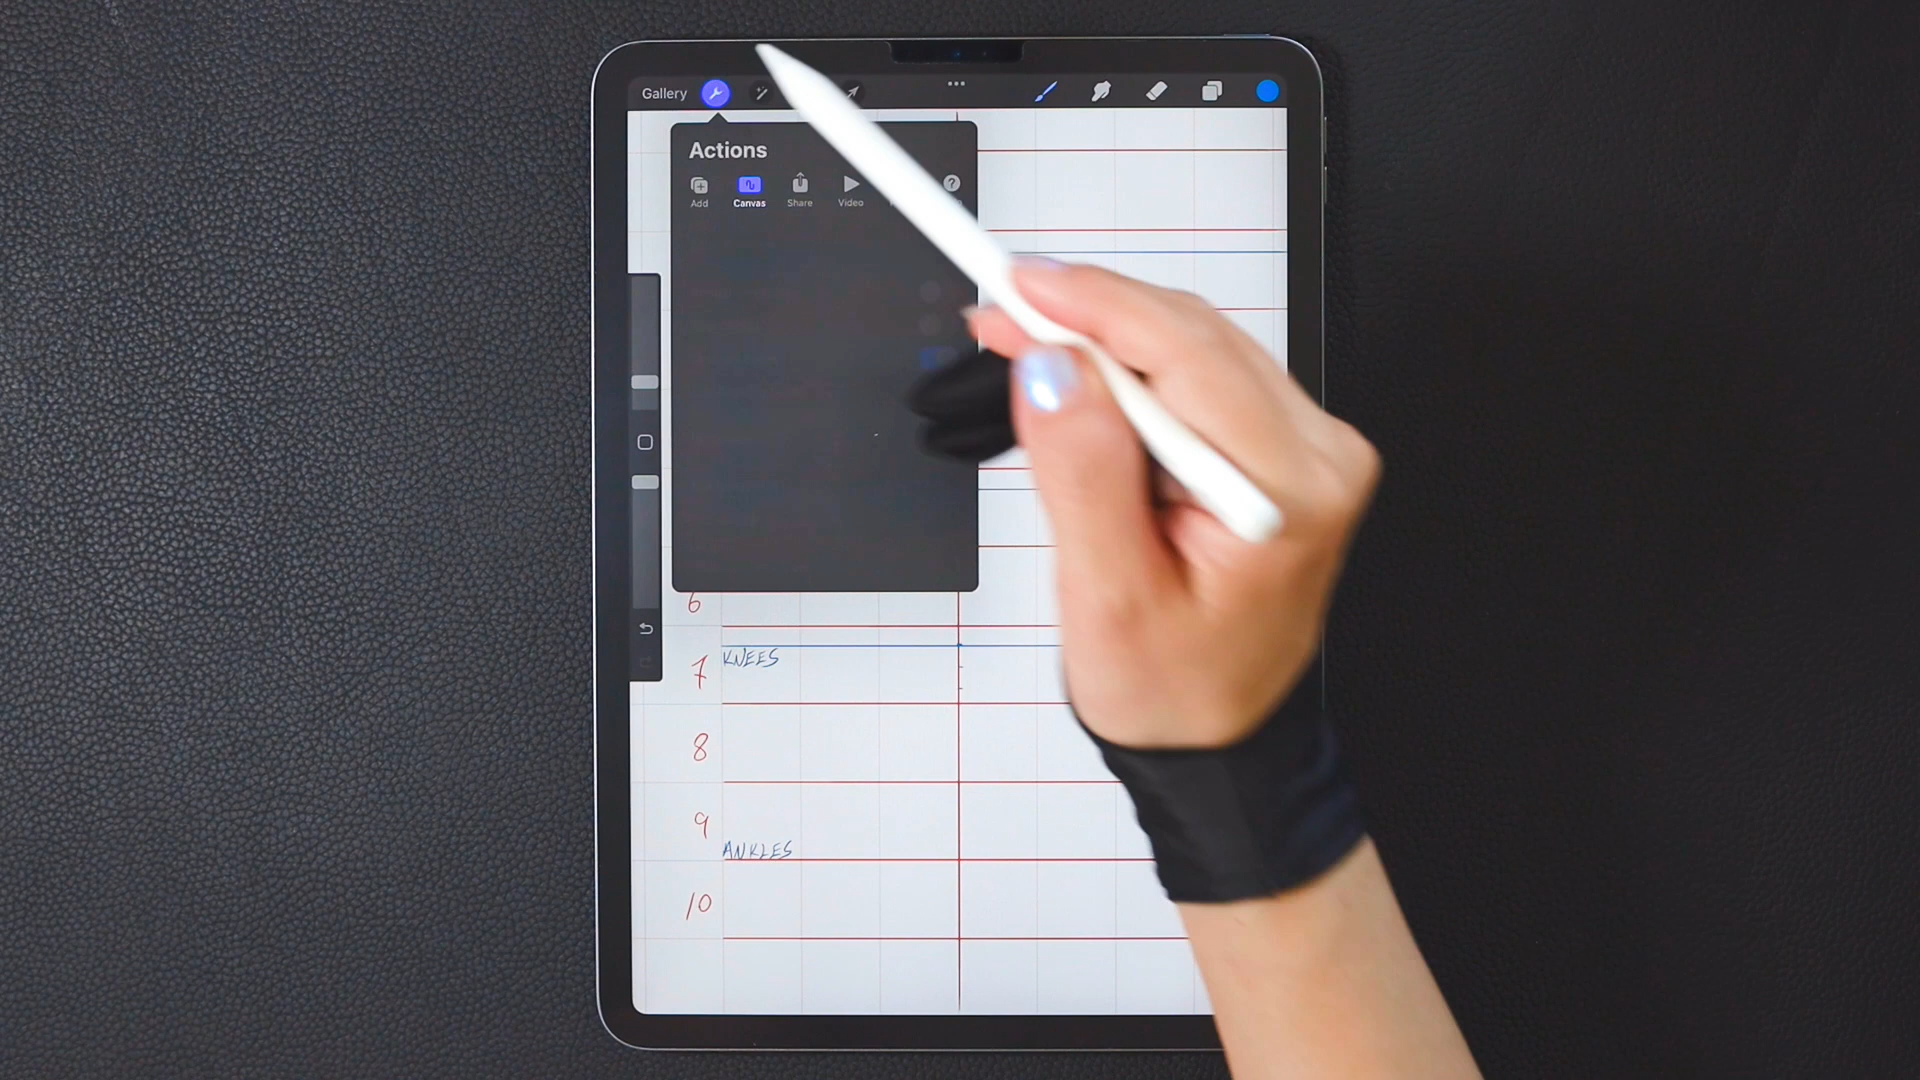 Gallery
Actions
Add Canvas Share Video
6
7 KNEES
8
9
ANKLES
10